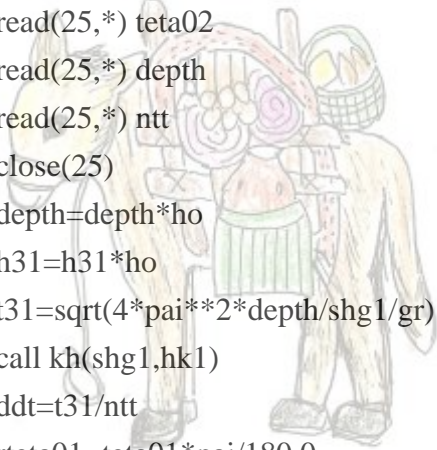 read(25,*) teta02
read(25,*) depth
read(25,*) ntt
close(25)
depth=depth*ho
h31=h31*ho
t31=sqrt(4*pai**2*depth/shg1/gr)
call kh(shg1,hk1)
ddt=t31/ntt